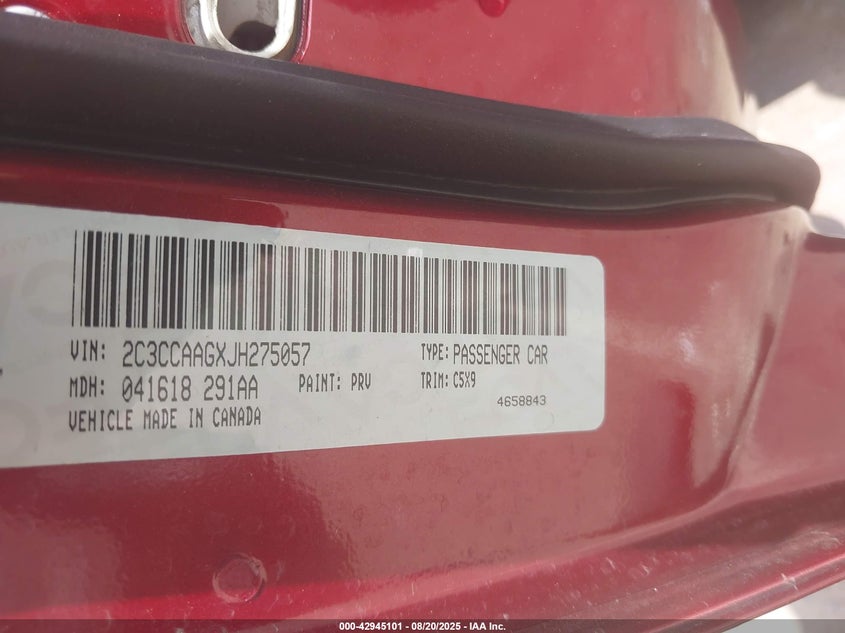 VIN: 2C3CCAAGXJH275057 TYPE: PASSENGER CAR
MDH: 041618 291AA PAINT: PRV TRIM: C5X9
4658843
VEHICLE MADE IN CANADA
000-42945101 - 08/20/2025 - IAA Inc.